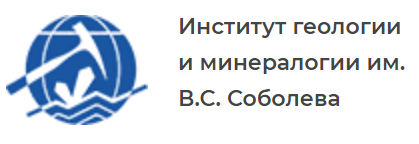 Институт геологии
и минералогии им.
В.С. Соболева